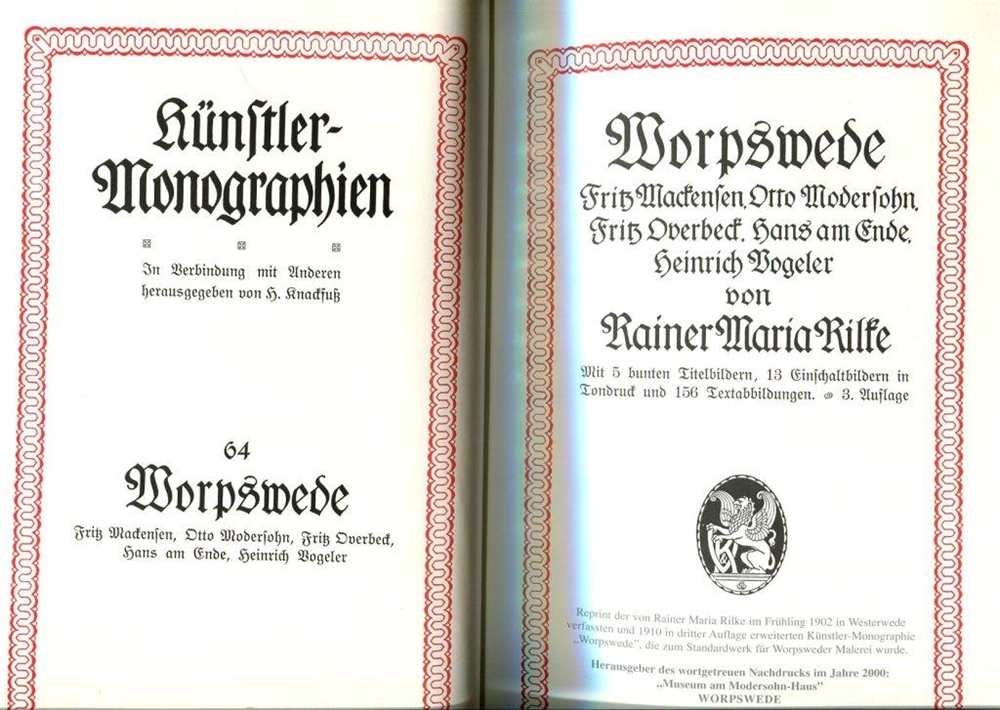 Künſtler-
Monographien
In Verbindung mit Anderen
herausgegeben von H. Knackfuß
64
Worpswede
Fritz Mackenſen, Otto Moderſohn, Fritz Overbeck,
Hans am Ende, Heinrich Vogeler
Worpswede
Fritz Mackenſen, Otto Moderſohn,
Fritz Overbeck, Hans am Ende,
Heinrich Vogeler
von
Rainer Maria Rilke
Mit 5 bunten Titelbildern, 13 Einſchaltbildern in
Tondruck und 156 Textabbildungen. 3. Auflage
Reprint der von Rainer Maria Rilke im Frühling 1902 in Westerwede
verfassten und 1910 in dritter Auflage erweiterten Künstler-Monographie
„Worpswede", die zum Standardwerk für Worpsweder Malerei wurde.
Herausgeber des wortgetreuen Nachdrucks im Jahre 2000:
„Museum am Modersohn-Haus"
WORPSWEDE